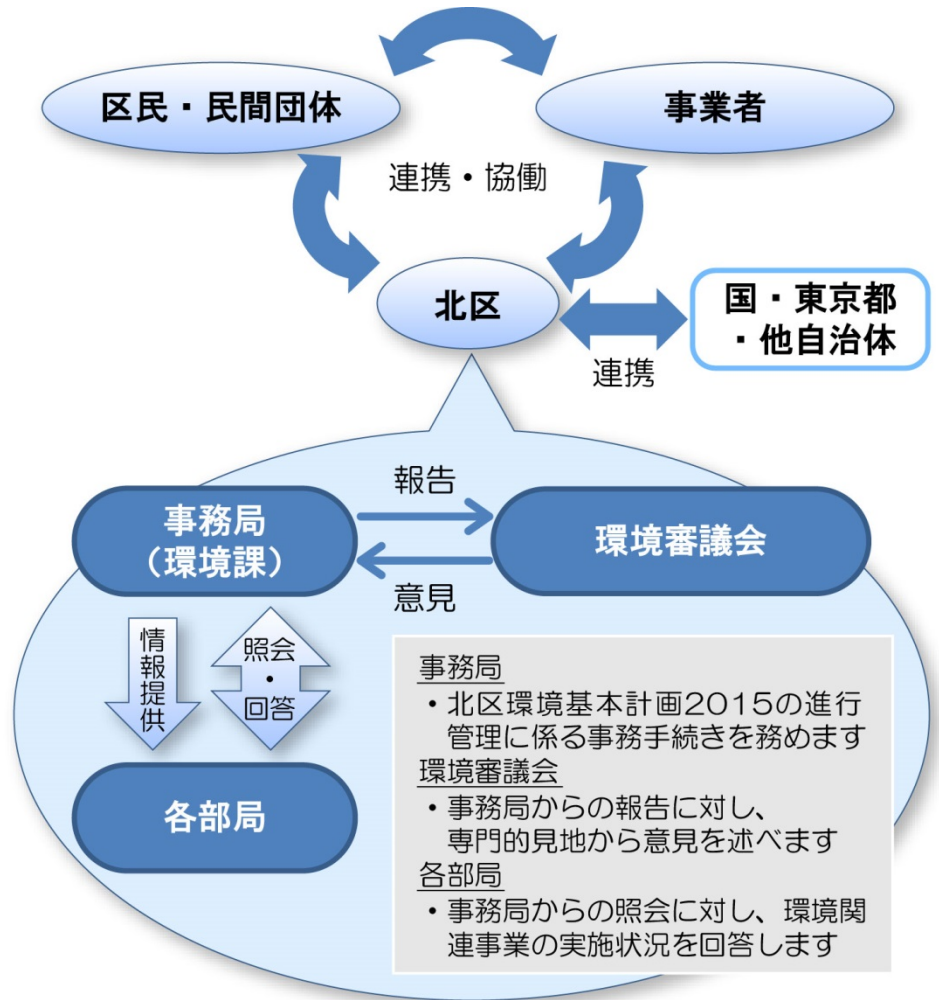 区民・民間団体
事業者
連携・協働
北区
国・東京都
・他自治体
連携
報告
事務局
（環境課）
環境審議会
意見
情報提供
照会
・
回答
各部局
事務局
・北区環境基本計画2015の進行
管理に係る事務手続きを務めます
環境審議会
・事務局からの報告に対し、
専門的見地から意見を述べます
各部局
・事務局からの照会に対し、環境関
連事業の実施状況を回答します